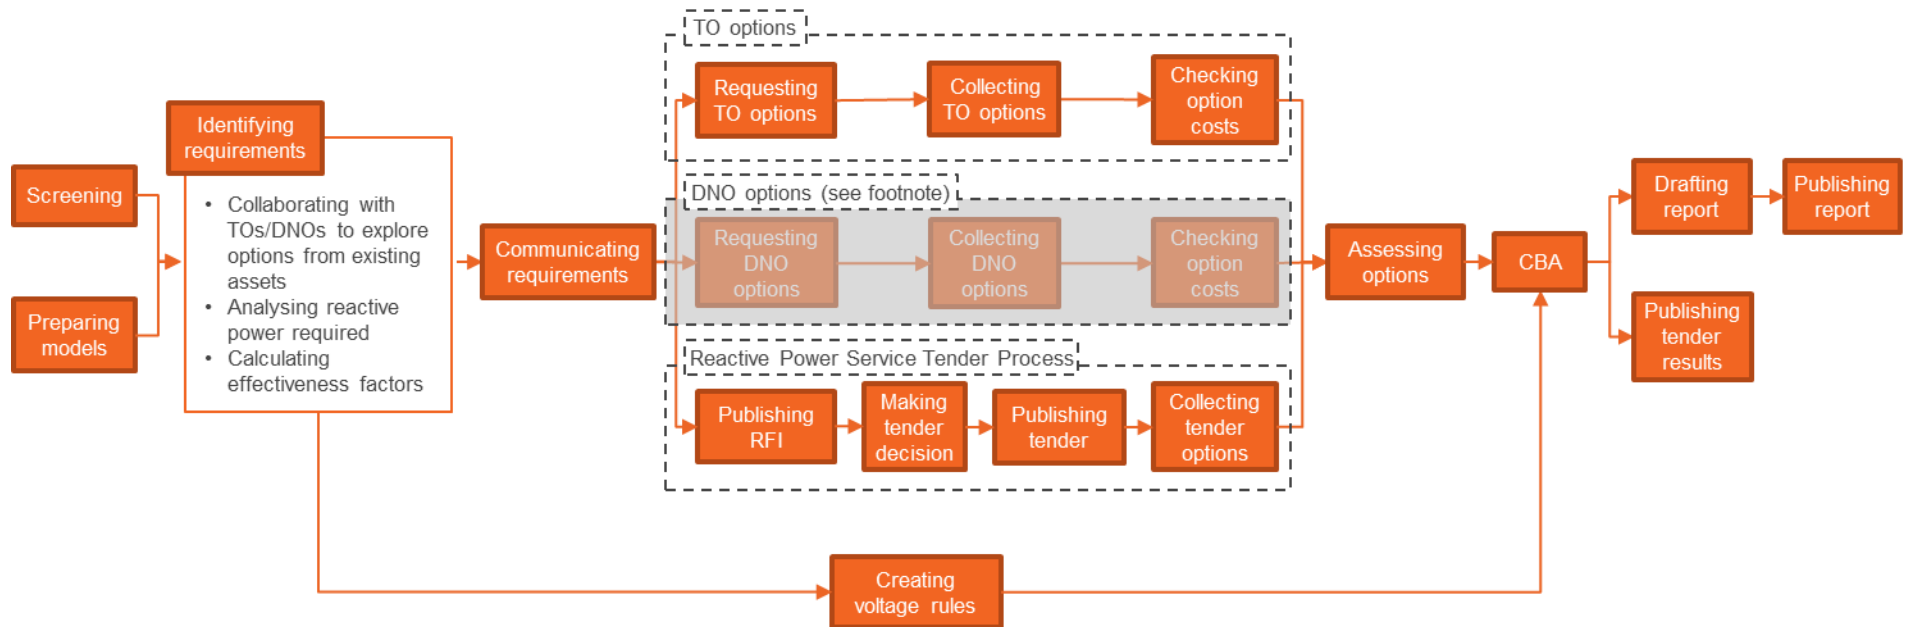 Screening
Preparing
models
Identifying
requirements
• Collaborating with
TOs/DNOs to explore
options from existing
assets
• Analysing reactive
power required
• Calculating
effectiveness factors
Communicating
requirements
TO options
Requesting
TO options
Collecting
TO options
Checking
option
costs
DNO options (see footnote)
Requesting
DNO
options
Collecting
DNO
options
Checking
option
costs
Reactive Power Service Tender Process
Publishing
RFI
Making
tender
decision
Publishing
tender
Collecting
tender
options
Creating
voltage rules
Assessing
options
CBA
Drafting
report
Publishing
report
Publishing
tender
results